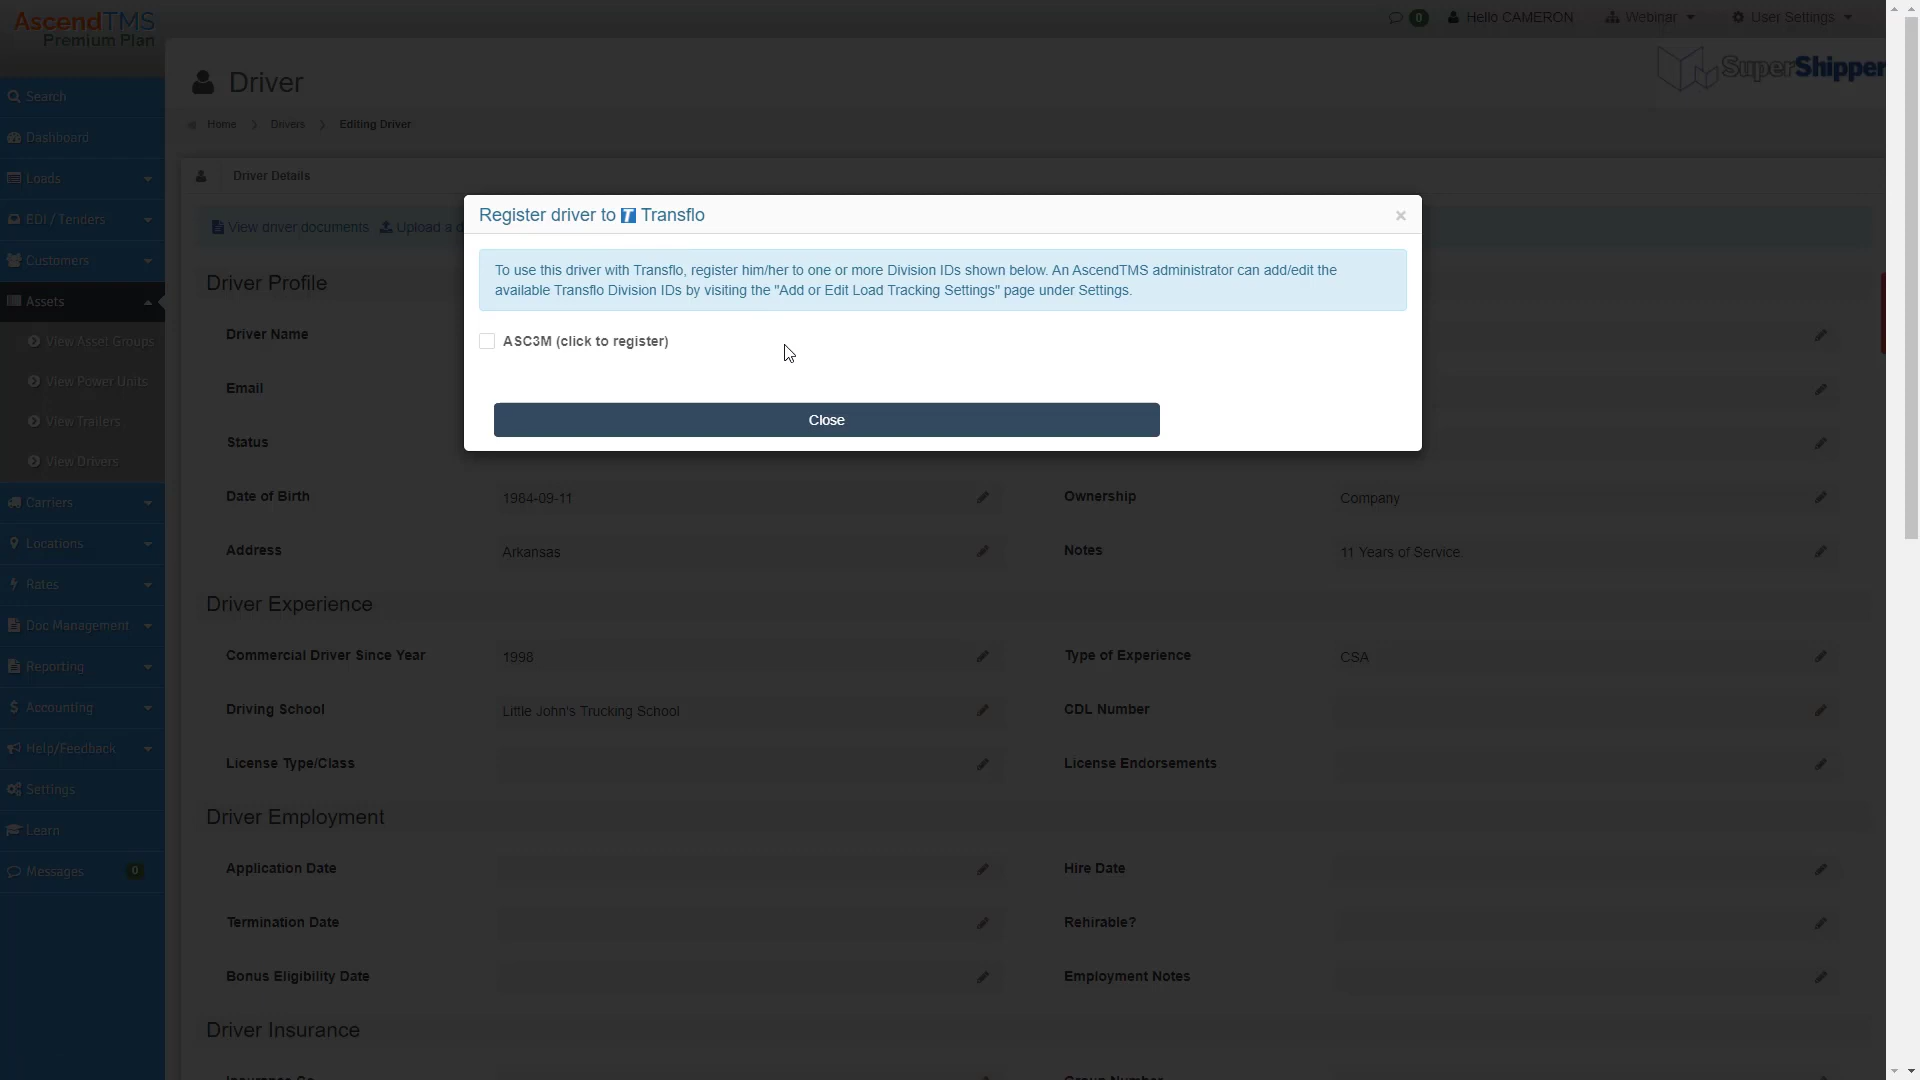 AscendTMS
Premium Plan
0
Hello CAMERON
Webinar
User Settings
Search
Dashboard
Loads
EDI / Tenders
Customers
Assets
View Asset Groups
View Power Units
View Trailers
View Drivers
Carriers
Locations
Rates
Doc Management
Reporting
Accounting
Help/Feedback
Settings
Learn
Messages
0
Driver
SuperShipper
Home
Drivers
Editing Driver
Driver Details
View driver documents
Upload a d
Register driver to T Transflo
×
To use this driver with Transflo, register him/her to one or more Division IDs shown below. An AscendTMS administrator can add/edit the
available Transflo Division IDs by visiting the "Add or Edit Load Tracking Settings" page under Settings.
ASC3M (click to register)
Close
Driver Profile
Driver Name
Email
Status
Date of Birth
1984-09-11
Ownership
Company
Address
Arkansas
Notes
11 Years of Service.
Driver Experience
Commercial Driver Since Year
1998
Type of Experience
CSA
Driving School
Little John's Trucking School
CDL Number
License Type/Class
License Endorsements
Driver Employment
Application Date
Hire Date
Termination Date
Rehirable?
Bonus Eligibility Date
Employment Notes
Driver Insurance